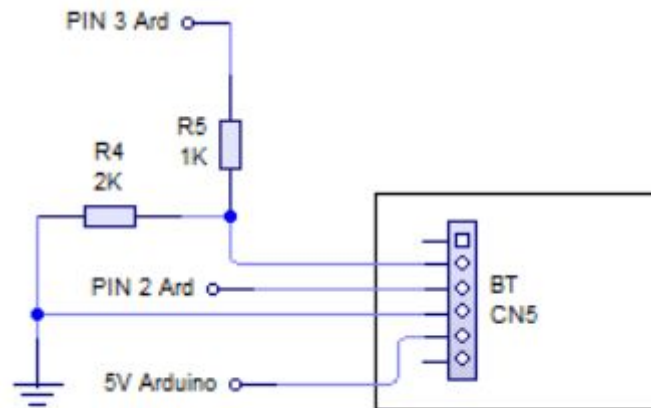 PIN 3 Ard
R5
1K
R4
2K
PIN 2 Ard
BT
CN5
5V Arduino